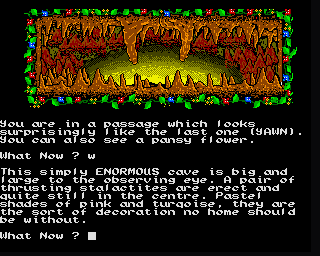 You are in a passage which looks
surprisingly like the last one (YAWN).
You can also see a pansy flower.
What Now ? w
This simply ENORMOUS cave is big and
large to the observing eye. A pair of
thrusting stalactites are erect and
quite still in the centre. Pastel
shades of pink and turqoise, they are
the sort of decoration no home should
be without.
What Now ?